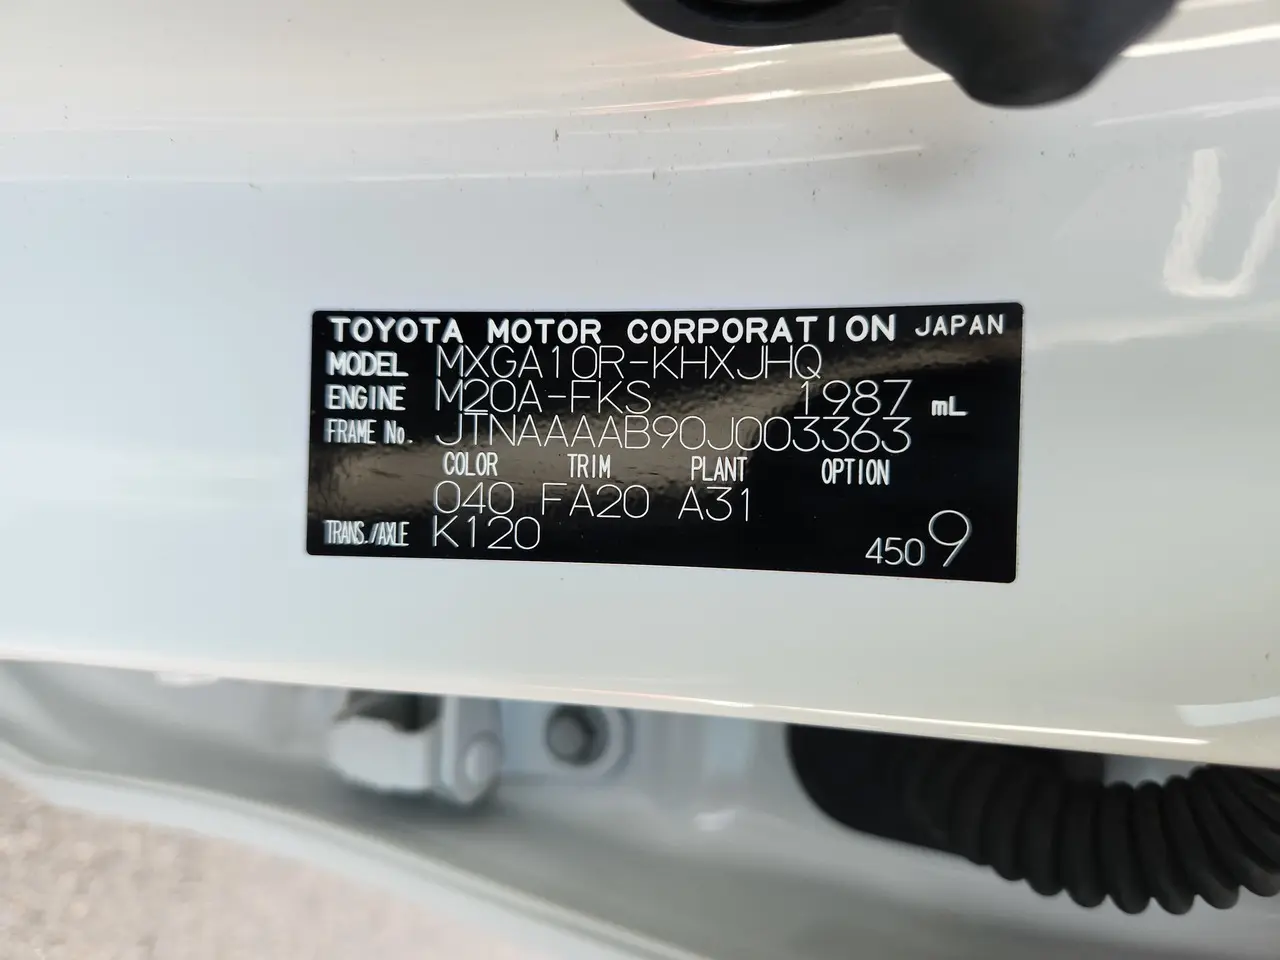 TOYOTA MOTOR CORPORATION JAPAN
MODEL MXGA10R-KHXJHQ
ENGINE M20A-FKS 1987 mL
FRAME No. JTNAAAAB90J003363
COLOR TRIM PLANT OPTION
040 FA20 A31
TRANS./AXLE K120
4509